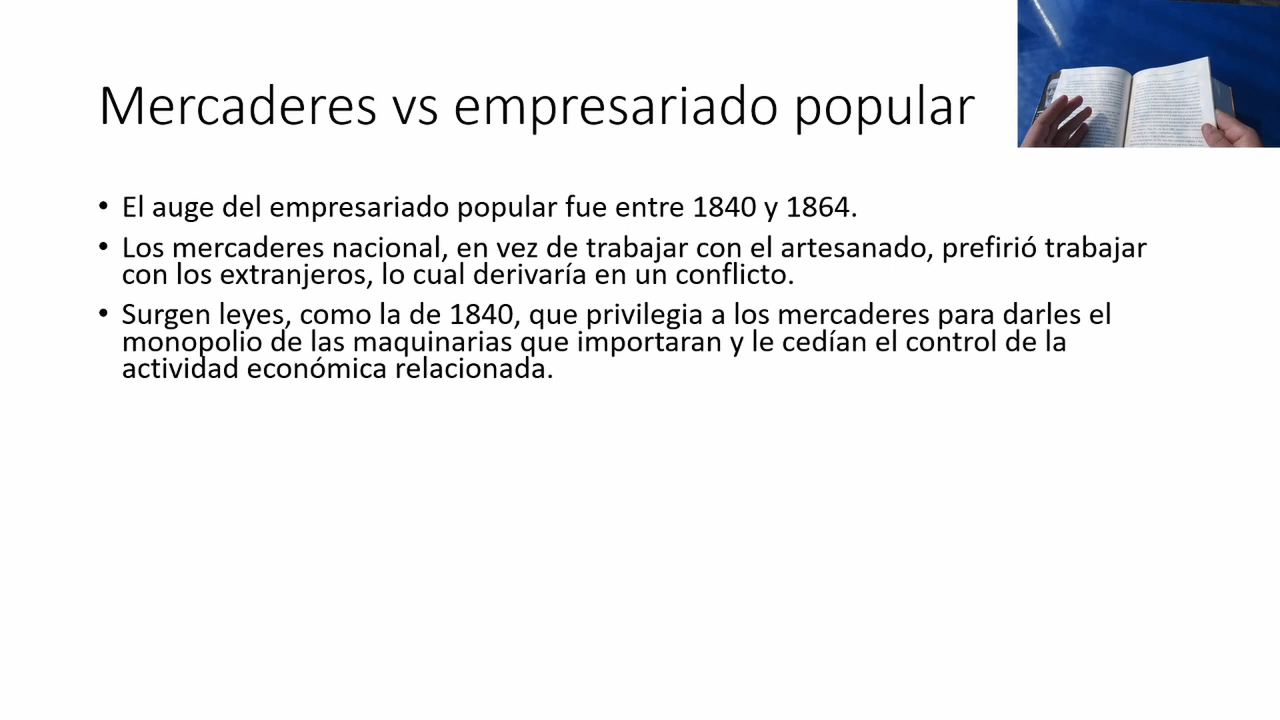 Mercaderes vs empresariado popular
• El auge del empresariado popular fue entre 1840 y 1864.
• Los mercaderes nacional, en vez de trabajar con el artesanado, prefirió trabajar
con los extranjeros, lo cual derivaría en un conflicto.
• Surgen leyes, como la de 1840, que privilegia a los mercaderes para darles el
monopolio de las maquinarias que importaran y le cedían el control de la
actividad económica relacionada.